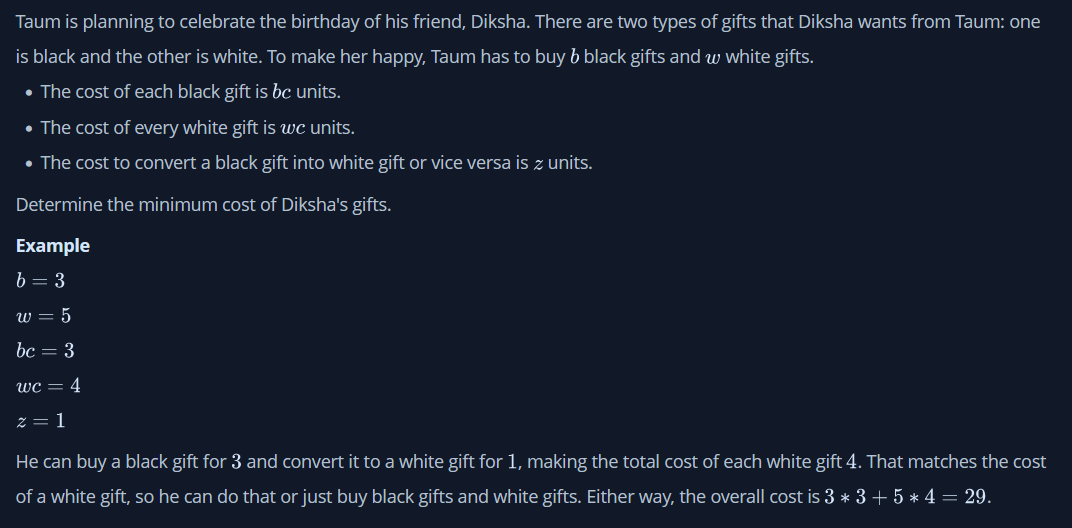 Taum is planning to celebrate the birthday of his friend, Diksha. There are two types of gifts that Diksha wants from Taum: one
is black and the other is white. To make her happy, Taum has to buy b black gifts and w white gifts.
• The cost of each black gift is bc units.
• The cost of every white gift is wc units.
• The cost to convert a black gift into white gift or vice versa is z units.
Determine the minimum cost of Diksha's gifts.
Example
b = 3
w = 5
bc = 3
wc = 4
z = 1
He can buy a black gift for 3 and convert it to a white gift for 1, making the total cost of each white gift 4. That matches the cost
of a white gift, so he can do that or just buy black gifts and white gifts. Either way, the overall cost is 3 * 3 + 5 * 4 = 29.